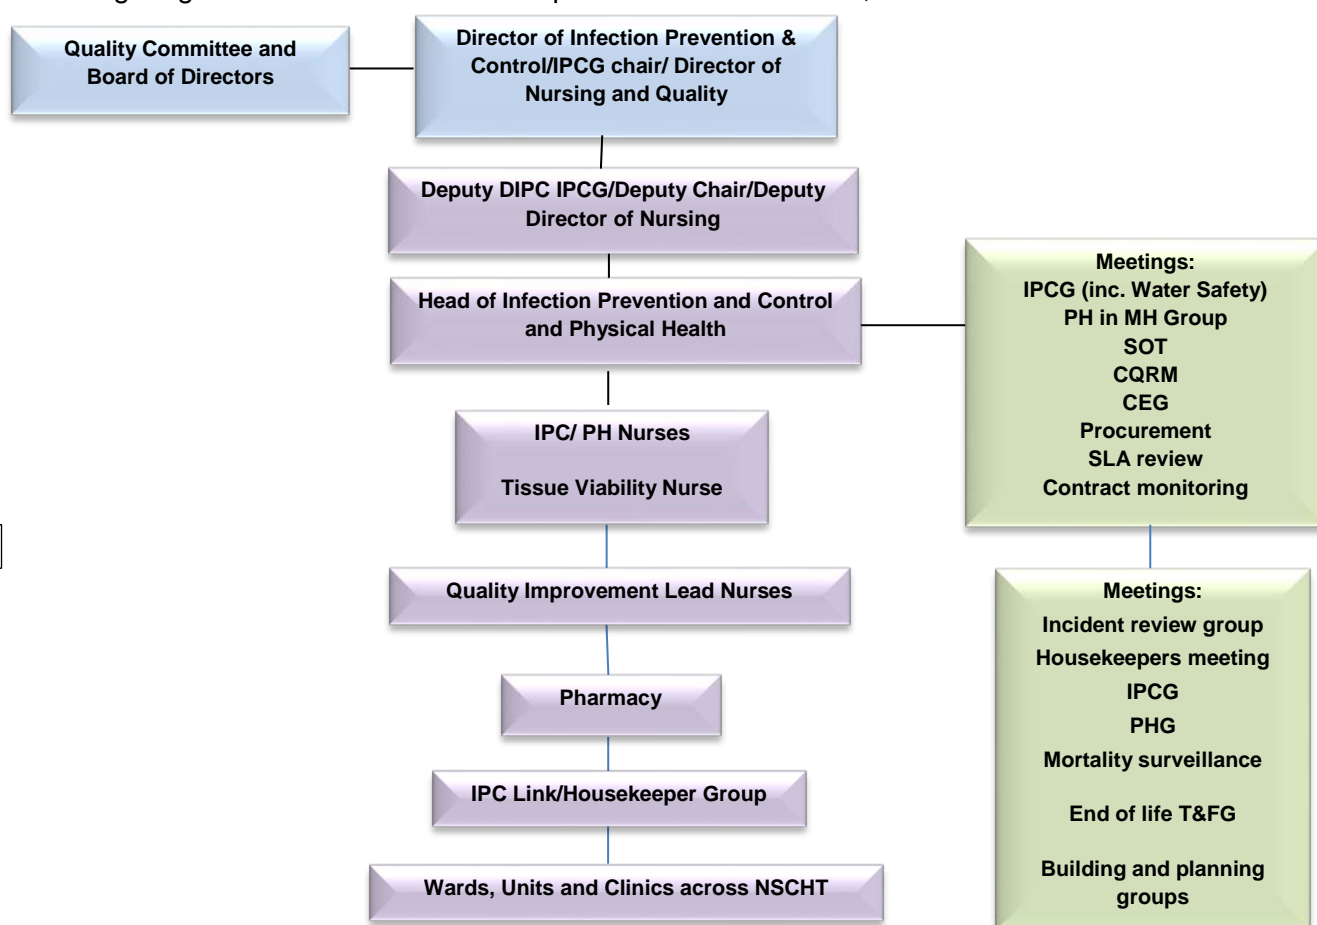 Quality Committee and
Board of Directors
Director of Infection Prevention &
Control/IPCG chair/ Director of
Nursing and Quality
Deputy DIPC IPCG/Deputy Chair/Deputy
Director of Nursing
Head of Infection Prevention and Control
and Physical Health
Meetings:
IPCG (inc. Water Safety)
PH in MH Group
SOT
CQRM
CEG
Procurement
SLA review
Contract monitoring
IPC/ PH Nurses
Tissue Viability Nurse
Quality Improvement Lead Nurses
Pharmacy
IPC Link/Housekeeper Group
Wards, Units and Clinics across NSCHT
Meetings:
Incident review group
Housekeepers meeting
IPCG
PHG
Mortality surveillance
End of life T&FG
Building and planning
groups